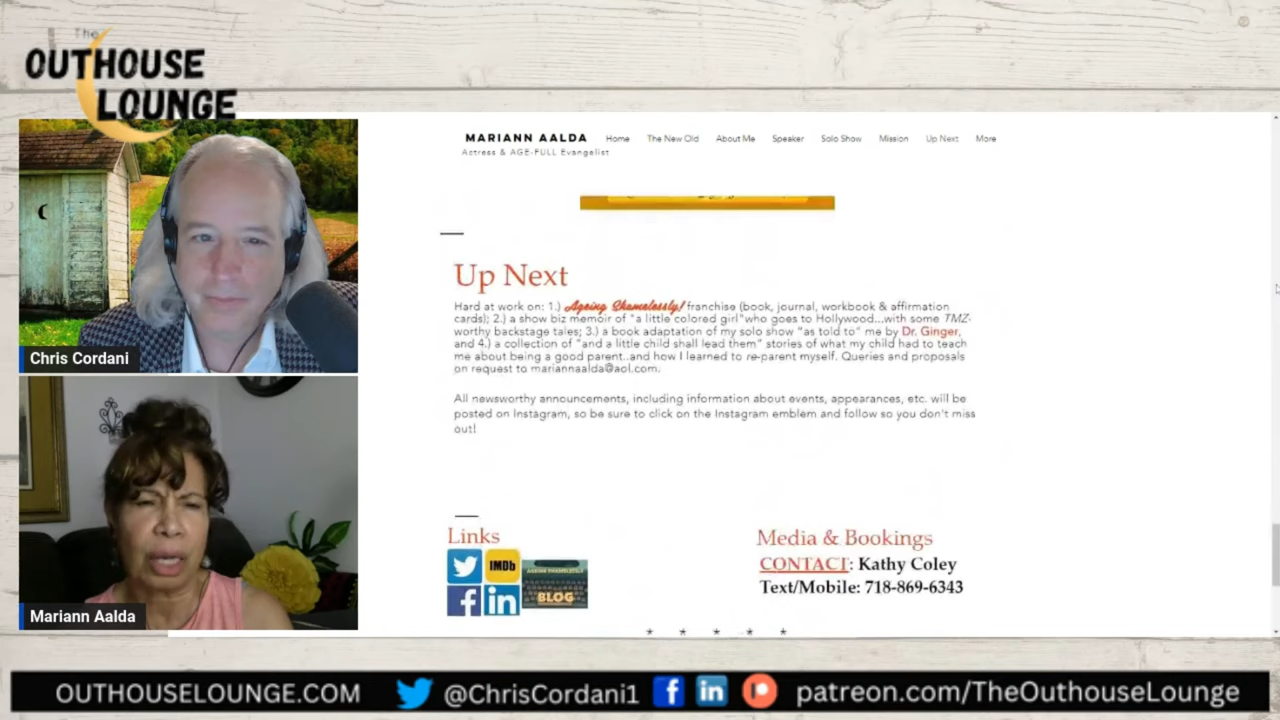 The
OUTHOUSE
LOUNGE
MARIANN AALDA
Actress & AGE-FULL Evangelist
Home The New Old About Me Speaker Solo Show Mission Up Next More
Up Next
Hard at work on: 1.) Ageing Shamelessly! franchise (book, journal, workbook & affirmation
cards); 2.) a show biz memoir of "a little colored girl"who goes to Hollywood...with some TMZ-
worthy backstage tales; 3.) a book adaptation of my solo show "as told to" me by Dr. Ginger,
and 4.) a collection of "and a little child shall lead them" stories of what my child had to teach
me about being a good parent..and how I learned to re-parent myself. Queries and proposals
on request to mariannaalda@aol.com.
All newsworthy announcements, including information about events, appearances, etc. will be
posted on Instagram, so be sure to click on the Instagram emblem and follow so you don't miss
out!
Chris Cordani
Mariann Aalda
Links
IMDb
AGEING SHAMELESSLY
BLOG
Media & Bookings
CONTACT: Kathy Coley
Text/Mobile: 718-869-6343
* * * * *
OUTHOUSELOUNGE.COM @ChrisCordani1 patreon.com/TheOuthouseLounge